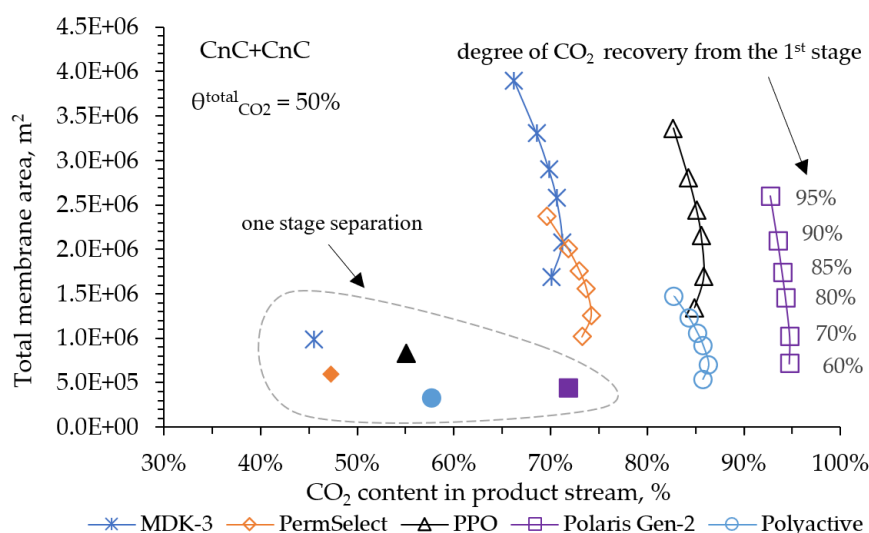 4.5E+06
4.0E+06
3.5E+06
3.0E+06
2.5E+06
2.0E+06
1.5E+06
1.0E+06
5.0E+05
0.0E+00
Total membrane area, m²
CnC+CnC
θᵗᵒᵗᵃˡCO₂ = 50%
degree of CO₂ recovery from the 1ˢᵗ stage
one stage separation
95%
90%
85%
80%
70%
60%
30% 40% 50% 60% 70% 80% 90% 100%
CO₂ content in product stream, %
MDK-3 PermSelect PPO Polaris Gen-2 Polyactive